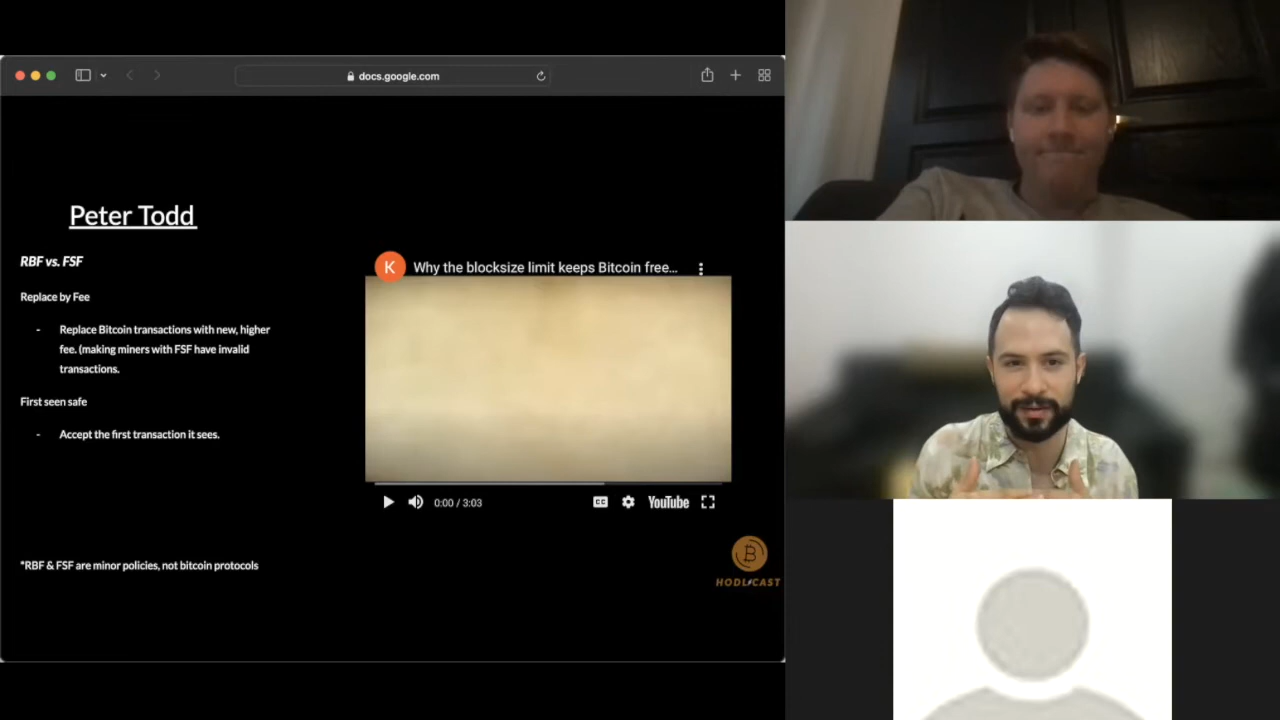 docs.google.com
Peter Todd
RBF vs. FSF
Replace by Fee
- Replace Bitcoin transactions with new, higher
fee. (making miners with FSF have invalid
transactions.
First seen safe
- Accept the first transaction it sees.
*RBF & FSF are minor policies, not bitcoin protocols
K
Why the blocksize limit keeps Bitcoin free...
0:00 / 3:03
CC
YouTube
B
HODLCAST